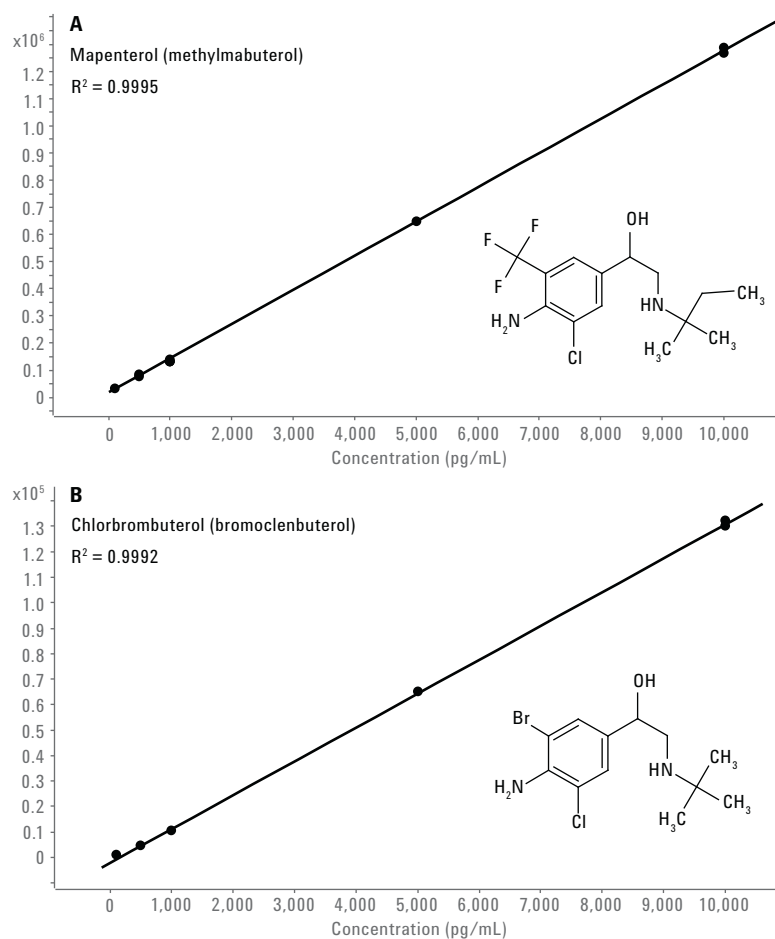 A
x10⁶
Mapenterol (methylmabuterol)
R² = 0.9995
1.2
1.1
1.0
0.9
0.8
0.7
0.6
0.5
0.4
0.3
0.2
0.1
0
OH
F
F
F
H₂N
Cl
HN
CH₃
H₃C
CH₃
0 1,000 2,000 3,000 4,000 5,000 6,000 7,000 8,000 9,000 10,000
Concentration (pg/mL)
B
x10⁵
Chlorbrombuterol (bromoclenbuterol)
R² = 0.9992
1.3
1.2
1.1
1.0
0.9
0.8
0.7
0.6
0.5
0.4
0.3
0.2
0.1
0
OH
Br
H₂N
Cl
HN
CH₃
CH₃
H₃C
0 1,000 2,000 3,000 4,000 5,000 6,000 7,000 8,000 9,000 10,000
Concentration (pg/mL)